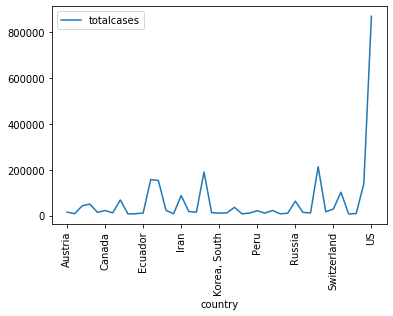 totalcases
800000
600000
400000
200000
0
Austria
Canada
Ecuador
Iran
Korea, South
Peru
Russia
Switzerland
US
country